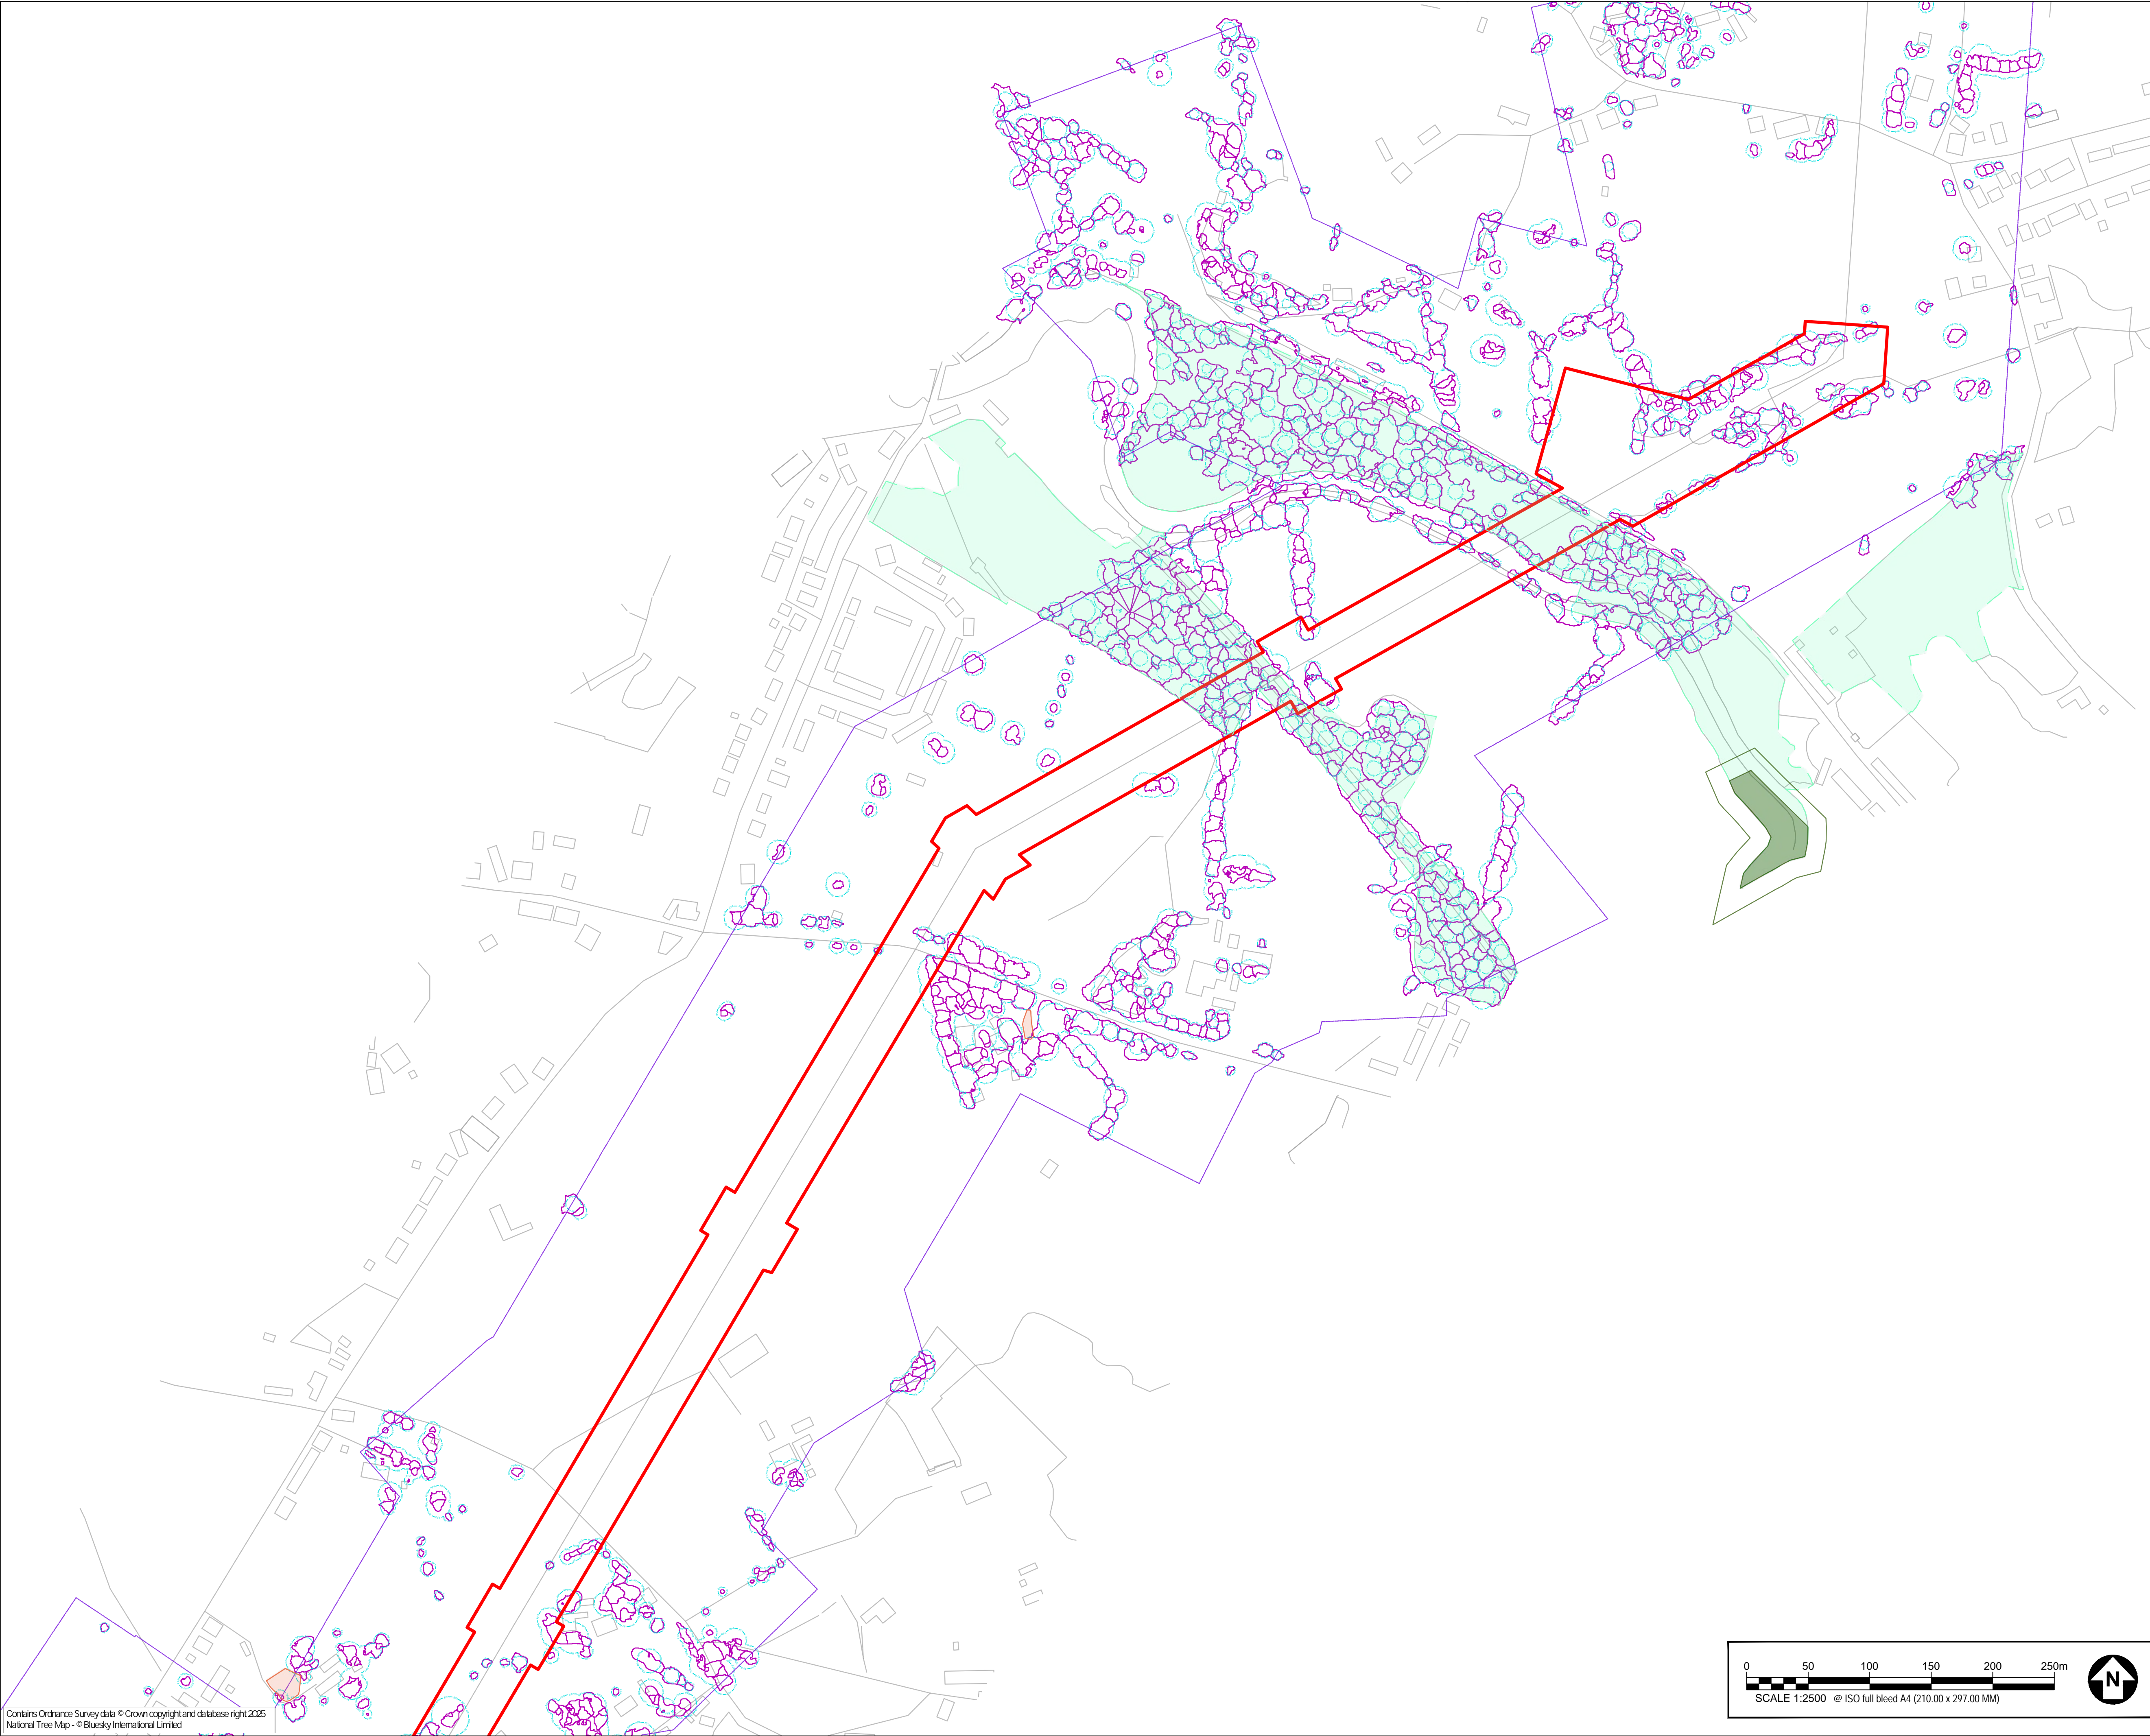 Contains Ordnance Survey data © Crown copyright and database right 2025
National Tree Map - © Bluesky International Limited
0 50 100 150 200 250m
SCALE 1:2500 @ ISO full bleed A4 (210.00 x 297.00 MM)
N